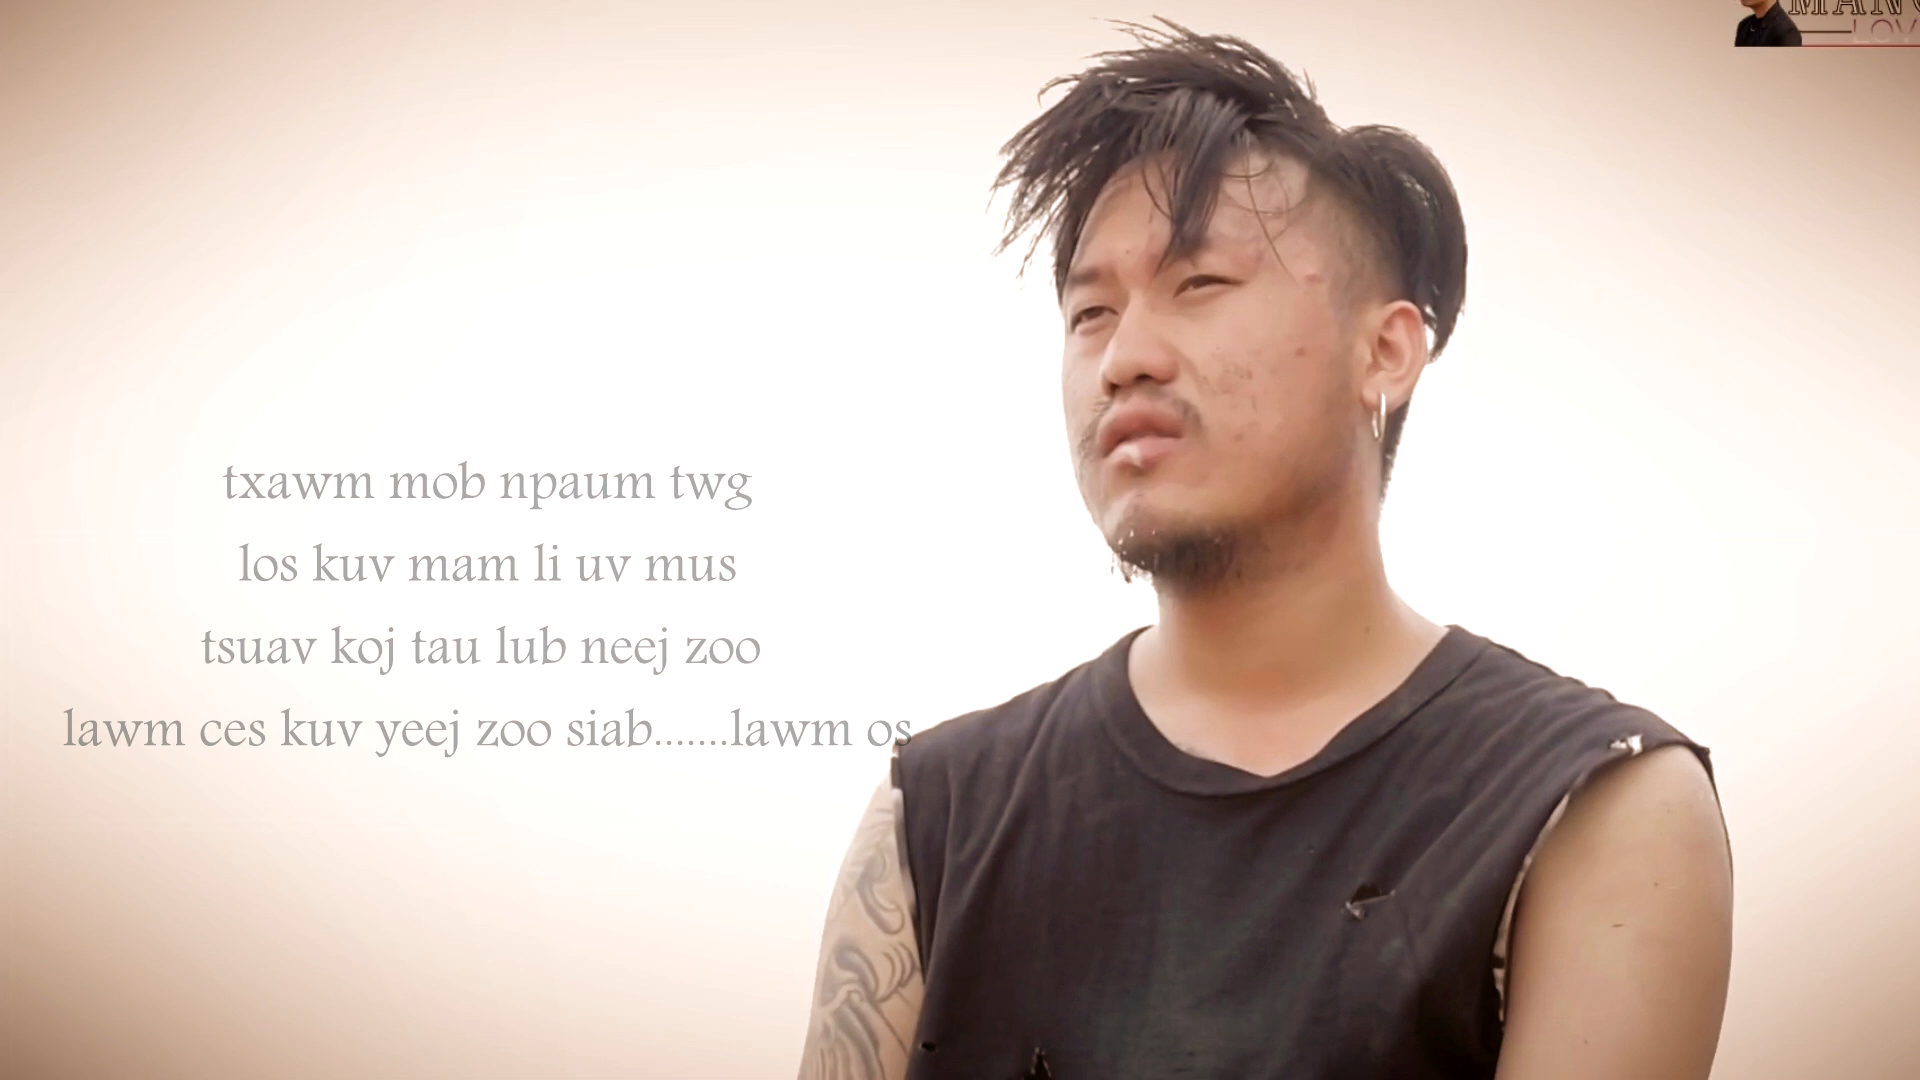 txawm mob npaum twg
los kuv mam li uv mus
tsuav koj tau lub neej zoo
lawm ces kuv yeej zoo siab.......lawm os